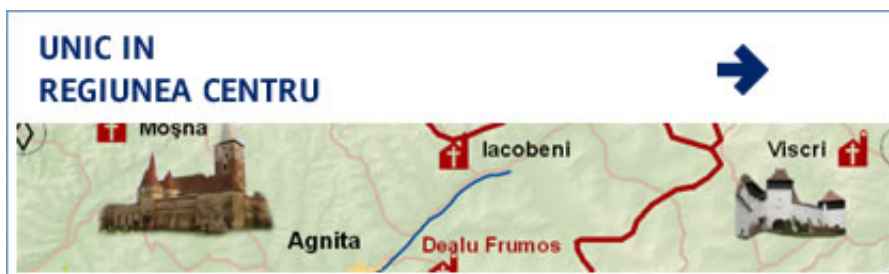 UNIC IN
REGIUNEA CENTRU
Moşna
Iacobeni
Viscri
Agnita
Dealu Frumos